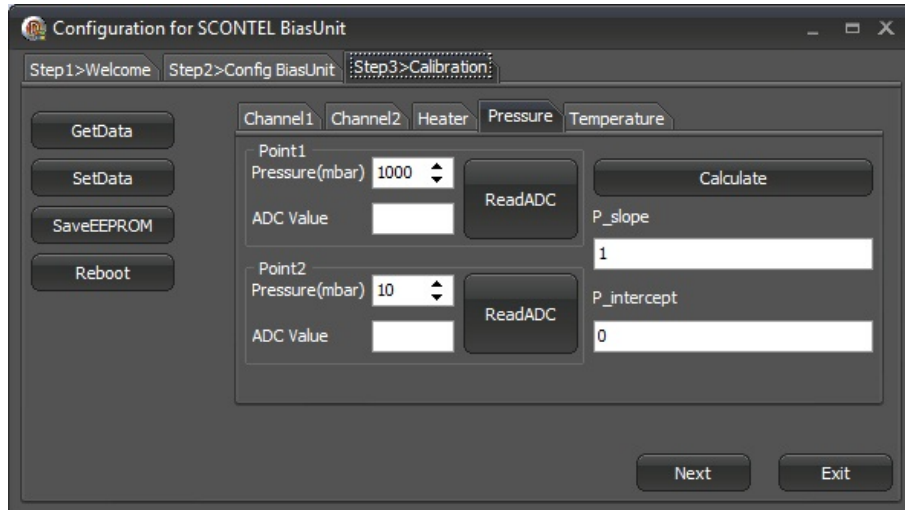 Configuration for SCONTEL BiasUnit
Step1>Welcome Step2>Config BiasUnit Step3>Calibration
GetData
SetData
SaveEEPROM
Reboot
Channel1 Channel2 Heater Pressure Temperature
Point1
Pressure(mbar) 1000
ReadADC
ADC Value
Point2
Pressure(mbar) 10
ReadADC
ADC Value
Calculate
P_slope
1
P_intercept
0
Next Exit